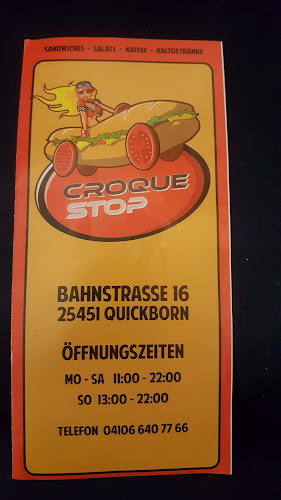 SANDWICHES • SALATE • KAFFEE • KALTGETRÄNKE
CROQUE
STOP
BAHNSTRASSE 16
25451 QUICKBORN
ÖFFNUNGSZEITEN
MO - SA 11:00 - 22:00
SO 13:00 - 22:00
TELEFON 04106 640 77 66